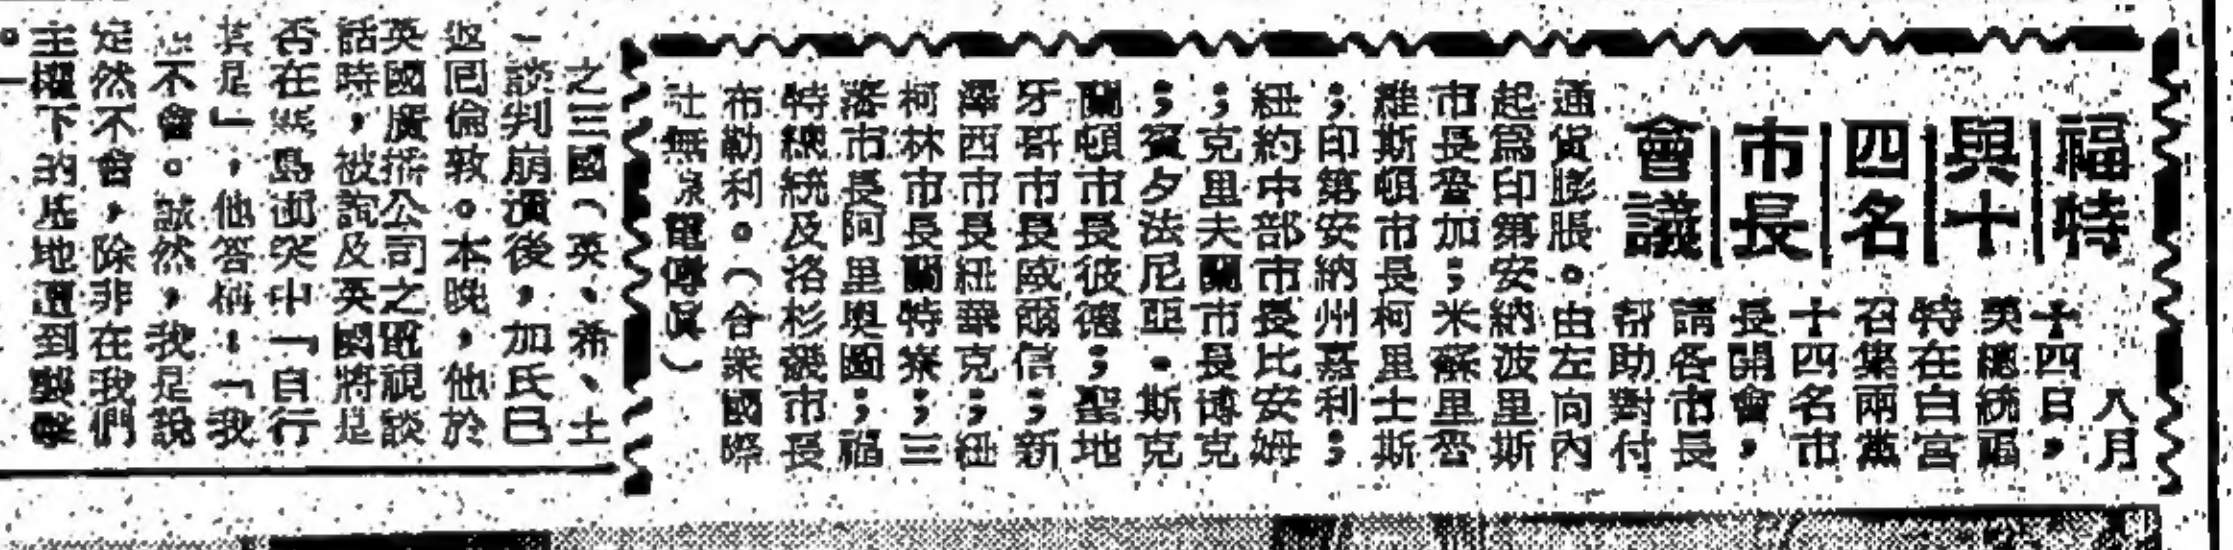 福特
與十
四名
市長
會議
八月
十四日，
美總統福
特在白宮
召集兩黨
十四名市
長開會，
請各市長
幫助對付
通貨膨脹。由左向內
起爲印第安納波里斯
市長魯加；米蘇里魯
維斯頓市長柯里士斯
；印第安納州嘉利；
紐約中部市長比安姆
；克里夫蘭市長博克
；賓夕法尼亞．斯克
蘭頓市長彼德；聖地
牙哥市長威爾信；新
澤西市長紐華克；紐
柯林市長蘭特寮；三
藩市市長阿里奧圖；福
特總統及洛杉磯市長
布勒利。（合衆國際
社無線電傳眞）
之三國（英、希、土
）談判崩潰後，加氏已
返回倫敦。本晚，他於
英國廣播公司之電視談
話時，被詢及英國將是
否在該島衝突中「自行
其是」，他答稱：「我
不會。誠然，我是說
定然不會，除非在我們
主權下的基地遭到襲擊
。」